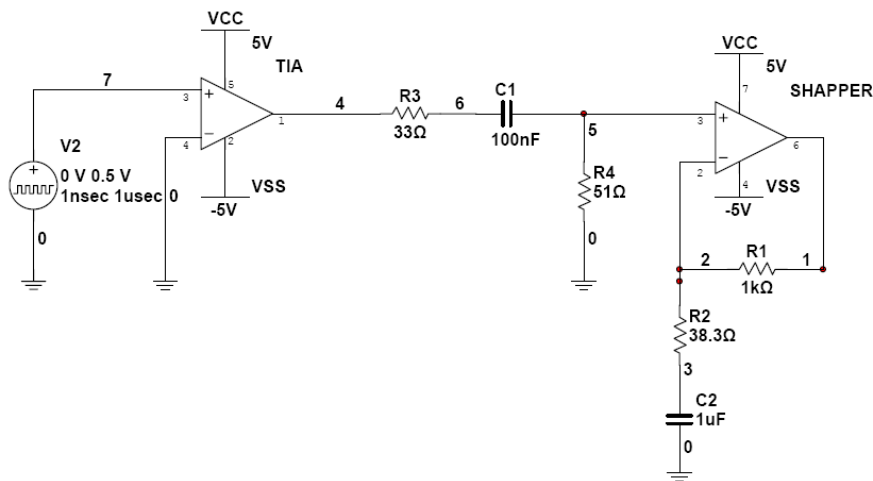 VCC
5V
TIA
7
3
5
1
4
2
V2
0 V 0.5 V
1nsec 1usec
0
0
VSS
-5V
4
R3
33Ω
6
C1
100nF
5
R4
51Ω
0
VCC
5V
SHAPPER
3
7
6
2
4
VSS
-5V
2
R1
1kΩ
1
R2
38.3Ω
3
C2
1uF
0